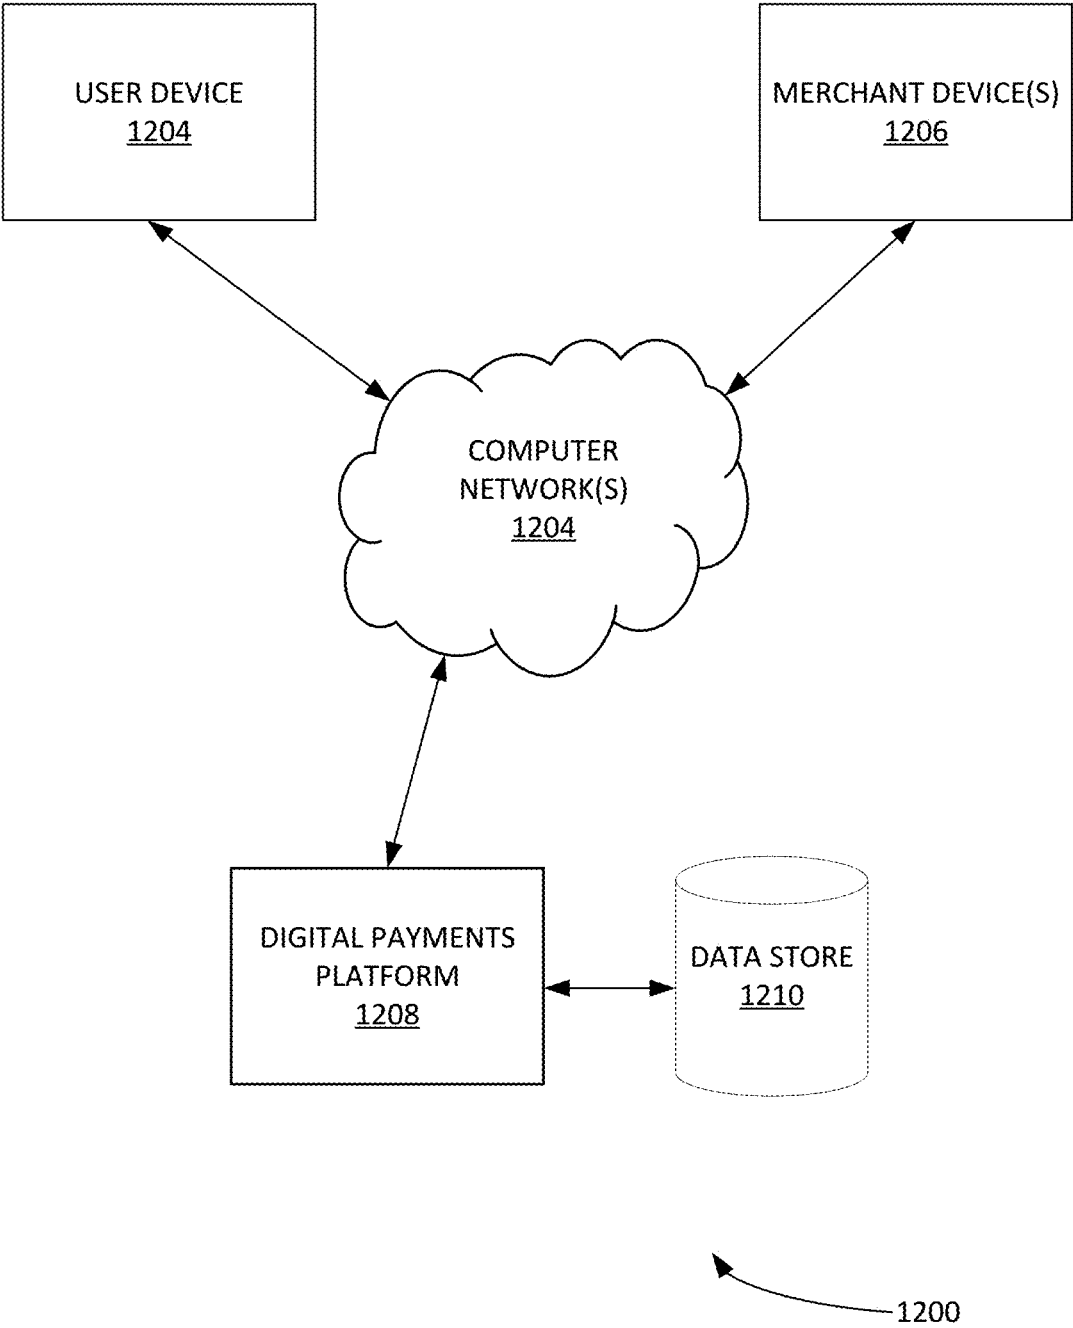 USER DEVICE
1204
MERCHANT DEVICE(S)
1206
COMPUTER
NETWORK(S)
1204
DIGITAL PAYMENTS
PLATFORM
1208
DATA STORE
1210
1200